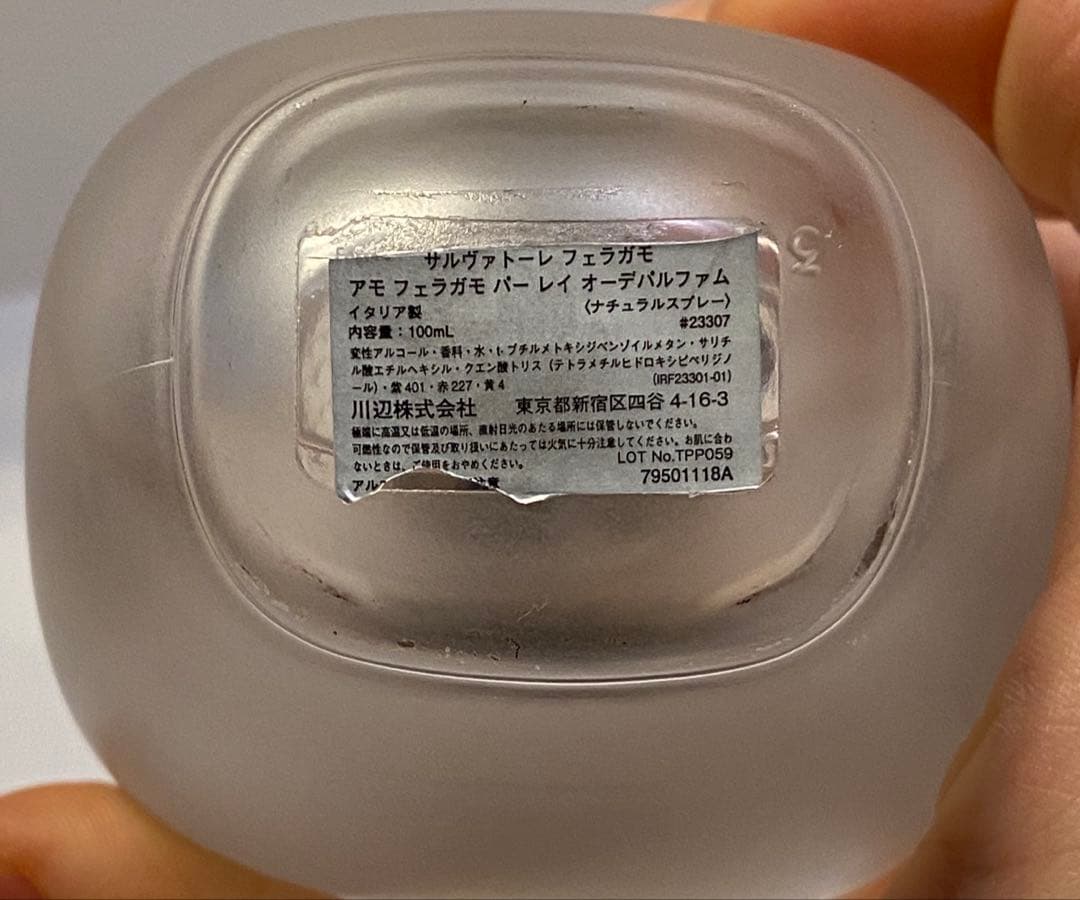 サルヴァトーレ フェラガモ
アモ フェラガモ パー レイ オーデパルファム
イタリア製 〈ナチュラルスプレー〉
内容量：100mL #23307
変性アルコール・香料・水・t-ブチルメトキシジベンゾイルメタン・サリチ
ル酸エチルヘキシル・クエン酸トリス（テトラメチルヒドロキシピペリジノ
ール）・紫401・赤227・黄4 (IRF23301-01)
川辺株式会社 東京都新宿区四谷 4-16-3
極端に高温又は低温の場所、直射日光のあたる場所には保管しないでください。
可燃性なので保管及び取り扱いにあたっては火気に十分注意してください。お肌に合わ
ないときは、ご使用をおやめください。 LOT No.TPP059
アル 注意 79501118A
3